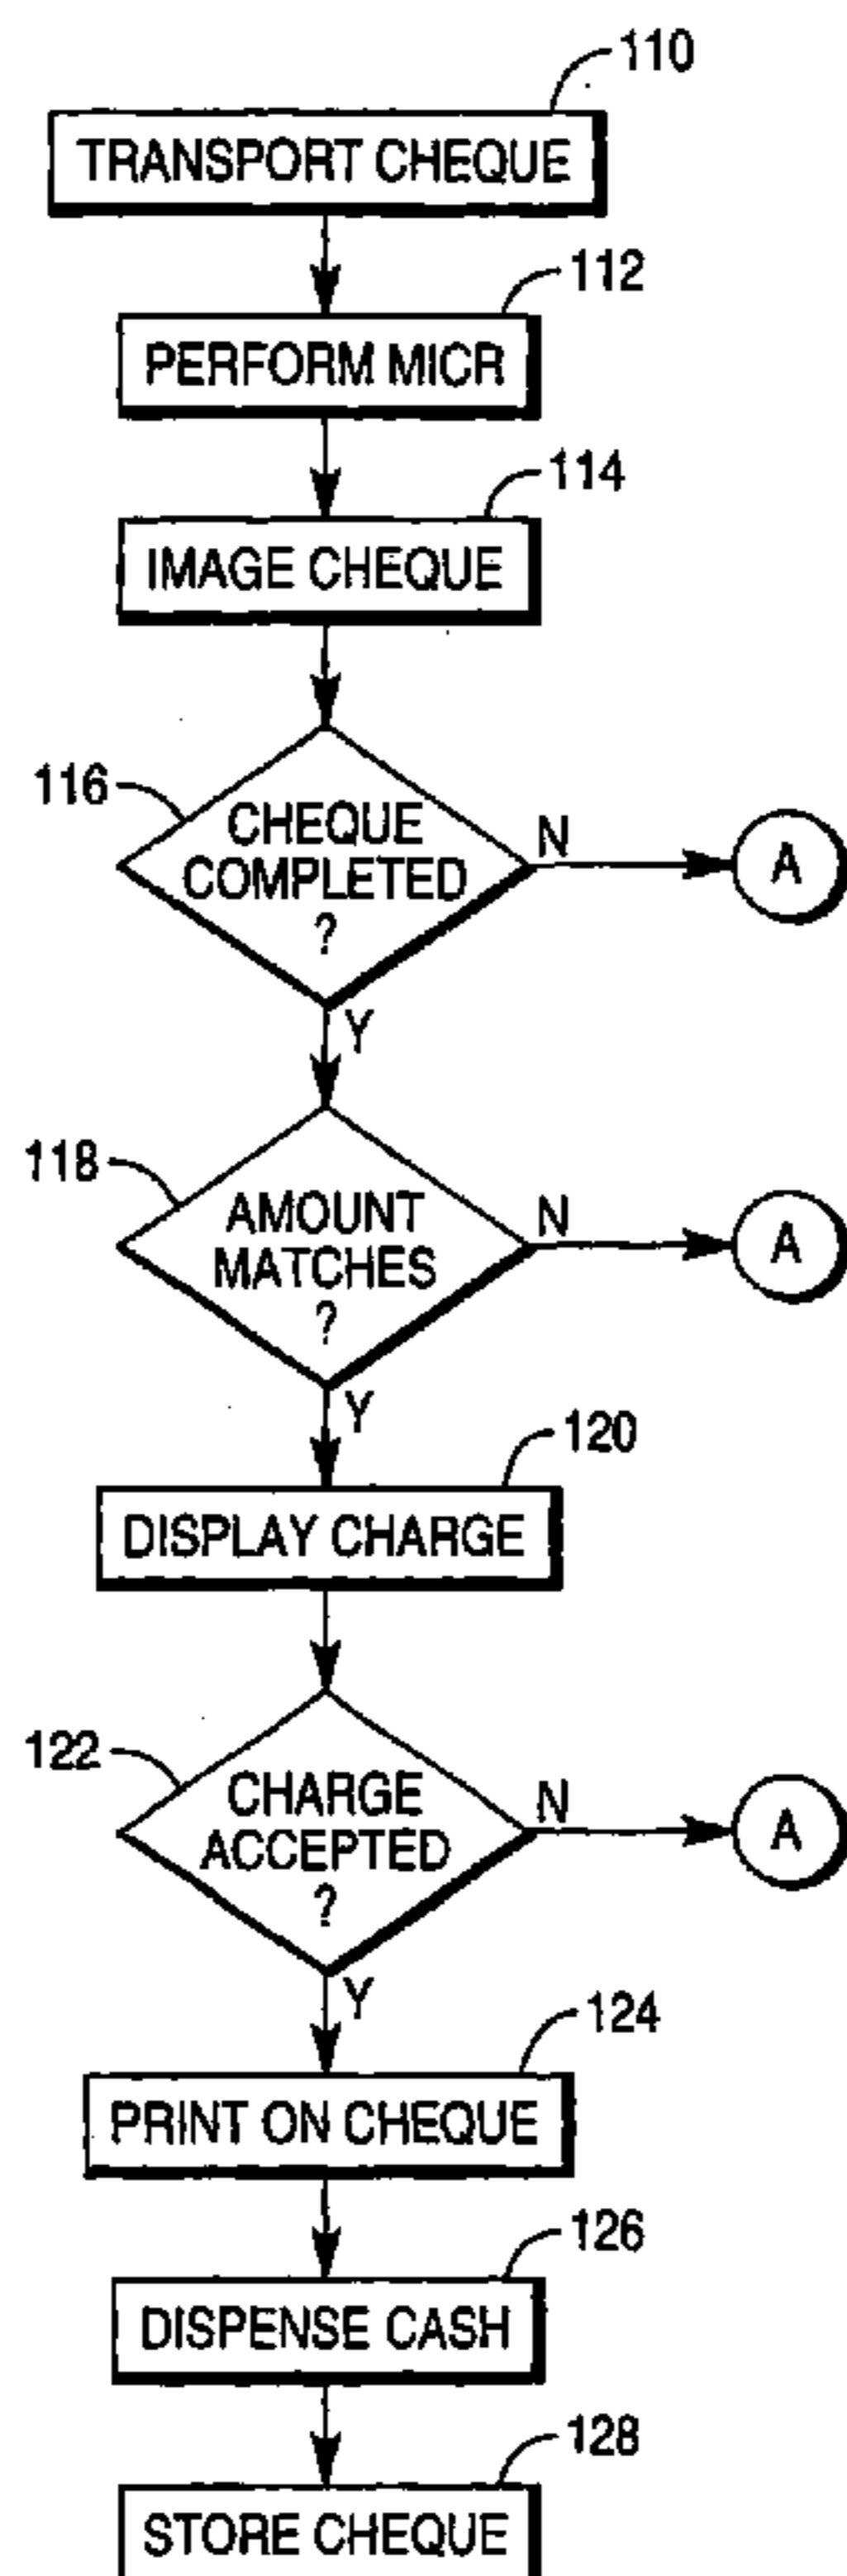 110
TRANSPORT CHEQUE
112
PERFORM MICR
114
IMAGE CHEQUE
116
CHEQUE
COMPLETED
?
N
A
Y
118
AMOUNT
MATCHES
?
N
A
Y
120
DISPLAY CHARGE
122
CHARGE
ACCEPTED
?
N
A
Y
124
PRINT ON CHEQUE
126
DISPENSE CASH
128
STORE CHEQUE